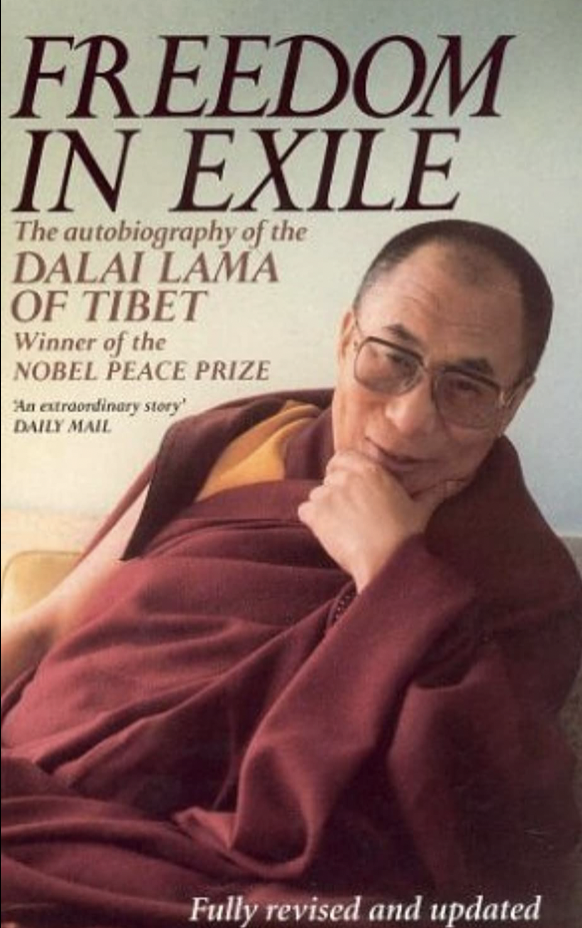 FREEDOM
IN EXILE
The autobiography of the
DALAI LAMA
OF TIBET
Winner of the
NOBEL PEACE PRIZE
'An extraordinary story'
DAILY MAIL
Fully revised and updated